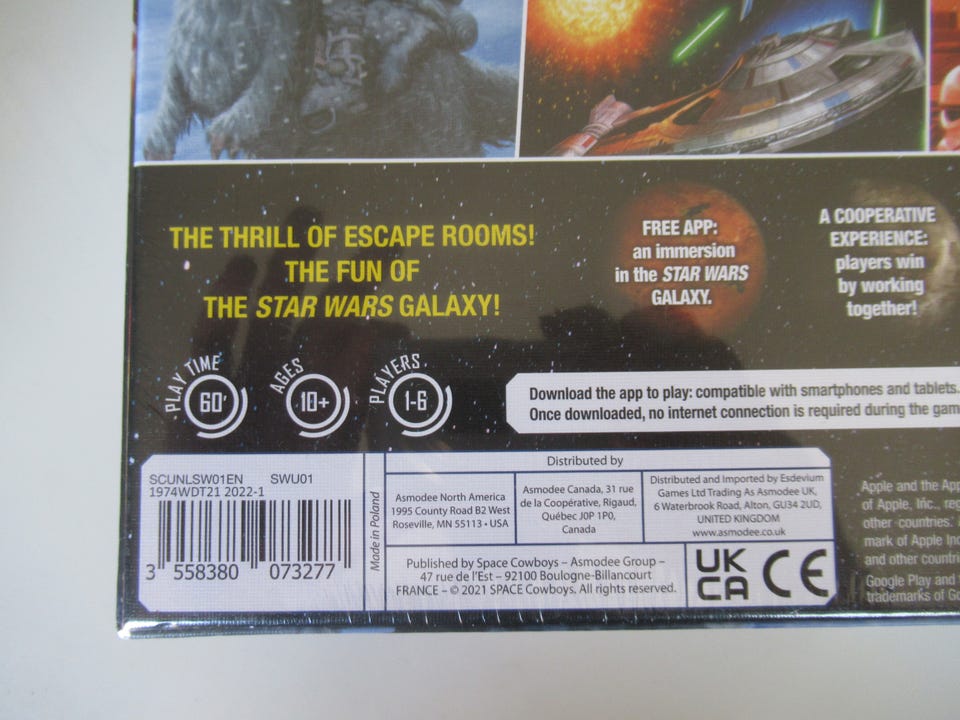 THE THRILL OF ESCAPE ROOMS!
THE FUN OF
THE STAR WARS GALAXY!
FREE APP:
an immersion
in the STAR WARS
GALAXY.
A COOPERATIVE
EXPERIENCE:
players win
by working
together!
PLAY TIME
60'
AGES
10+
PLAYERS
1-6
Download the app to play: compatible with smartphones and tablets.
Once downloaded, no internet connection is required during the gam
SCUNLSW01EN SWU01
1974WDT21 2022-1
3 558380 073277
Made in Poland
Distributed by
Asmodee North America
1995 County Road B2 West
Roseville, MN 55113 • USA
Asmodee Canada, 31 rue
de la Coopérative, Rigaud,
Québec J0P 1P0,
Canada
Distributed and Imported by Esdevium
Games Ltd Trading As Asmodee UK,
6 Waterbrook Road, Alton, GU34 2UD,
UNITED KINGDOM
www.asmodee.co.uk
Published by Space Cowboys – Asmodee Group –
47 rue de l'Est – 92100 Boulogne-Billancourt
FRANCE – © 2021 SPACE Cowboys. All rights reserved.
UK
CA
CE
Apple and the App
of Apple, Inc., reg
other countries.
mark of Apple Inc
and other countri
Google Play and
trademarks of Go